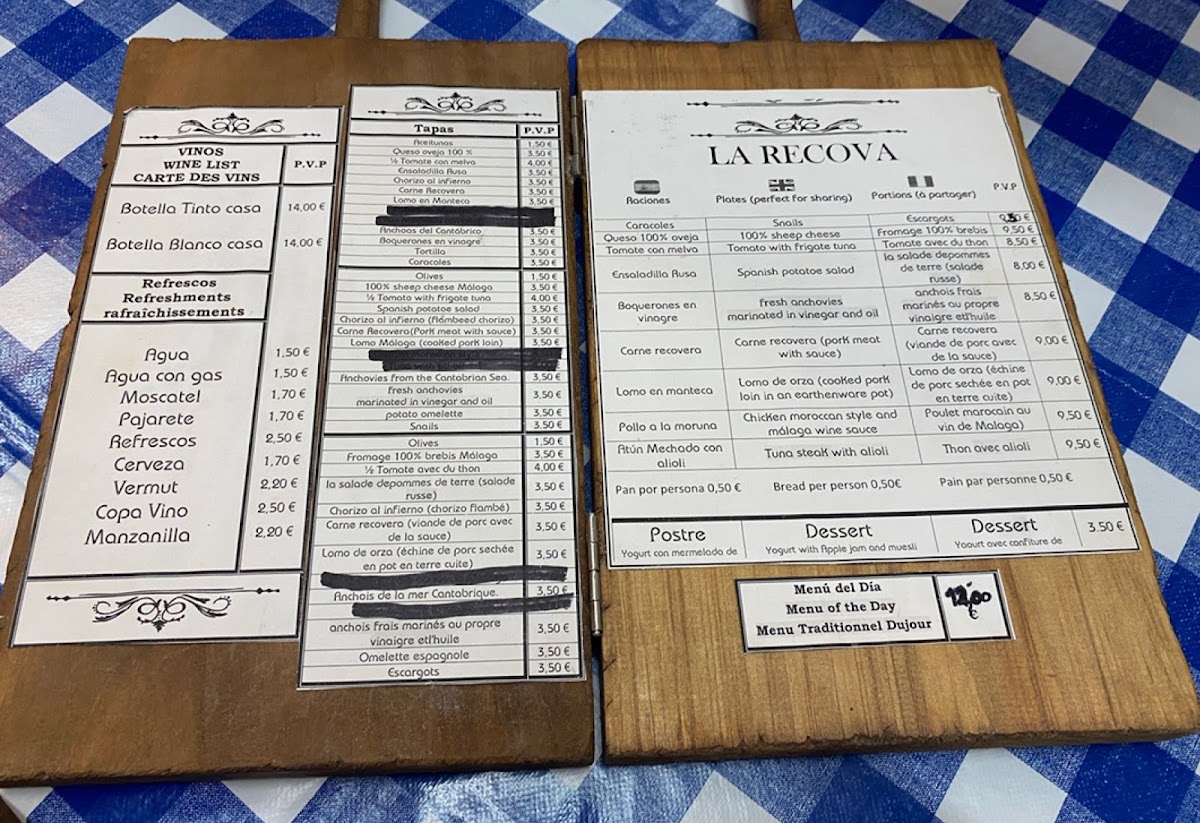 VINOS
WINE LIST
CARTE DES VINS
P.V.P
Botella Tinto casa 14,00 €
Botella Blanco casa 14,00 €
Refrescos
Refreshments
rafraîchissements
Agua 1,50 €
Agua con gas 1,50 €
Moscatel 1,70 €
Pajarete 1,70 €
Refrescos 2,50 €
Cerveza 1,70 €
Vermut 2,20 €
Copa Vino 2,50 €
Manzanilla 2,20 €
Tapas P.V.P
Aceitunas 1,50 €
Queso oveja 100 % 3,50 €
½ Tomate con melva 4,00 €
Ensaladilla Rusa 3,50 €
Chorizo al infierno 3,50 €
Carne Recovera 3,50 €
Lomo en Manteca 3,50 €
Anchoas del Cantábrico 3,50 €
Boquerones en vinagre 3,50 €
Tortilla 3,50 €
Caracoles 3,50 €
Olives 1,50 €
100% sheep cheese Málaga 3,50 €
½ Tomato with frigate tuna 4,00 €
Spanish potatoe salad 3,50 €
Chorizo al infierno (Flambeed chorizo) 3,50 €
Carne Recovera(Pork meat with sauce) 3,50 €
Lomo Málaga (cooked pork loin) 3,50 €
Anchovies from the Cantabrian Sea. 3,50 €
fresh anchovies
marinated in vinegar and oil 3,50 €
potato omelette 3,50 €
Snails 3,50 €
Olives 1,50 €
Fromage 100% brebis Málaga 3,50 €
½ Tomate avec du thon 4,00 €
la salade depommes de terre (salade
russe) 3,50 €
Chorizo al infierno (chorizo flambé) 3,50 €
Carne recovera (viande de porc avec
de la sauce) 3,50 €
Lomo de orza (échine de porc sechée
en pot en terre cuite) 3,50 €
Anchois de la mer Cantabrique. 3,50 €
anchois frais marinés au propre
vinaigre etl'huile 3,50 €
Omelette espagnole 3,50 €
Escargots 3,50 €
LA RECOVA
Raciones Plates (perfect for sharing) Portions (à partager) P.V.P
Caracoles Snails Escargots €
Queso 100% oveja 100% sheep cheese Fromage 100% brebis 9,50 €
Tomate con melva Tomato with frigate tuna Tomate avec du thon 8,50 €
Ensaladilla Rusa Spanish potatoe salad la salade depommes
de terre (salade
russe) 8,00 €
Boquerones en
vinagre
fresh anchovies
marinated in vinegar and oil
anchois frais
marinés au propre
vinaigre etl'huile
8,50 €
Carne recovera
Carne recovera (pork meat
with sauce)
Carne recovera
(viande de porc avec
de la sauce)
9,00 €
Lomo en manteca
Lomo de orza (cooked pork
loin in an earthenware pot)
Lomo de orza (échine
de porc sechée en pot
en terre cuite)
9,00 €
Pollo a la moruna
Chicken moroccan style and
málaga wine sauce
Poulet marocain au
vin de Malaga)
9,50 €
Atún Mechado con
alioli
Tuna steak with alioli
Thon avec alioli
9,50 €
Pan por persona 0,50 € Bread per person 0,50€ Pain par personne 0,50 €
Postre Dessert Dessert 3.50 €
Yogurt con mermelada de Yogurt with Apple jam and muesli Yoourt avec confiture de
Menú del Día
Menu of the Day
Menu Traditionnel Dujour
12,00
€